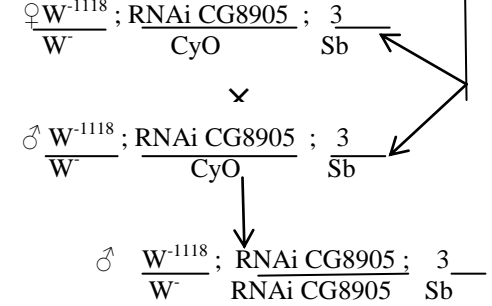 ♀W-1118 ; RNAi CG8905 ; 3
W- CyO Sb
×
♂ W-1118 ; RNAi CG8905 ; 3
W- CyO Sb
♂ W-1118 ; RNAi CG8905 ; 3
W- RNAi CG8905 Sb